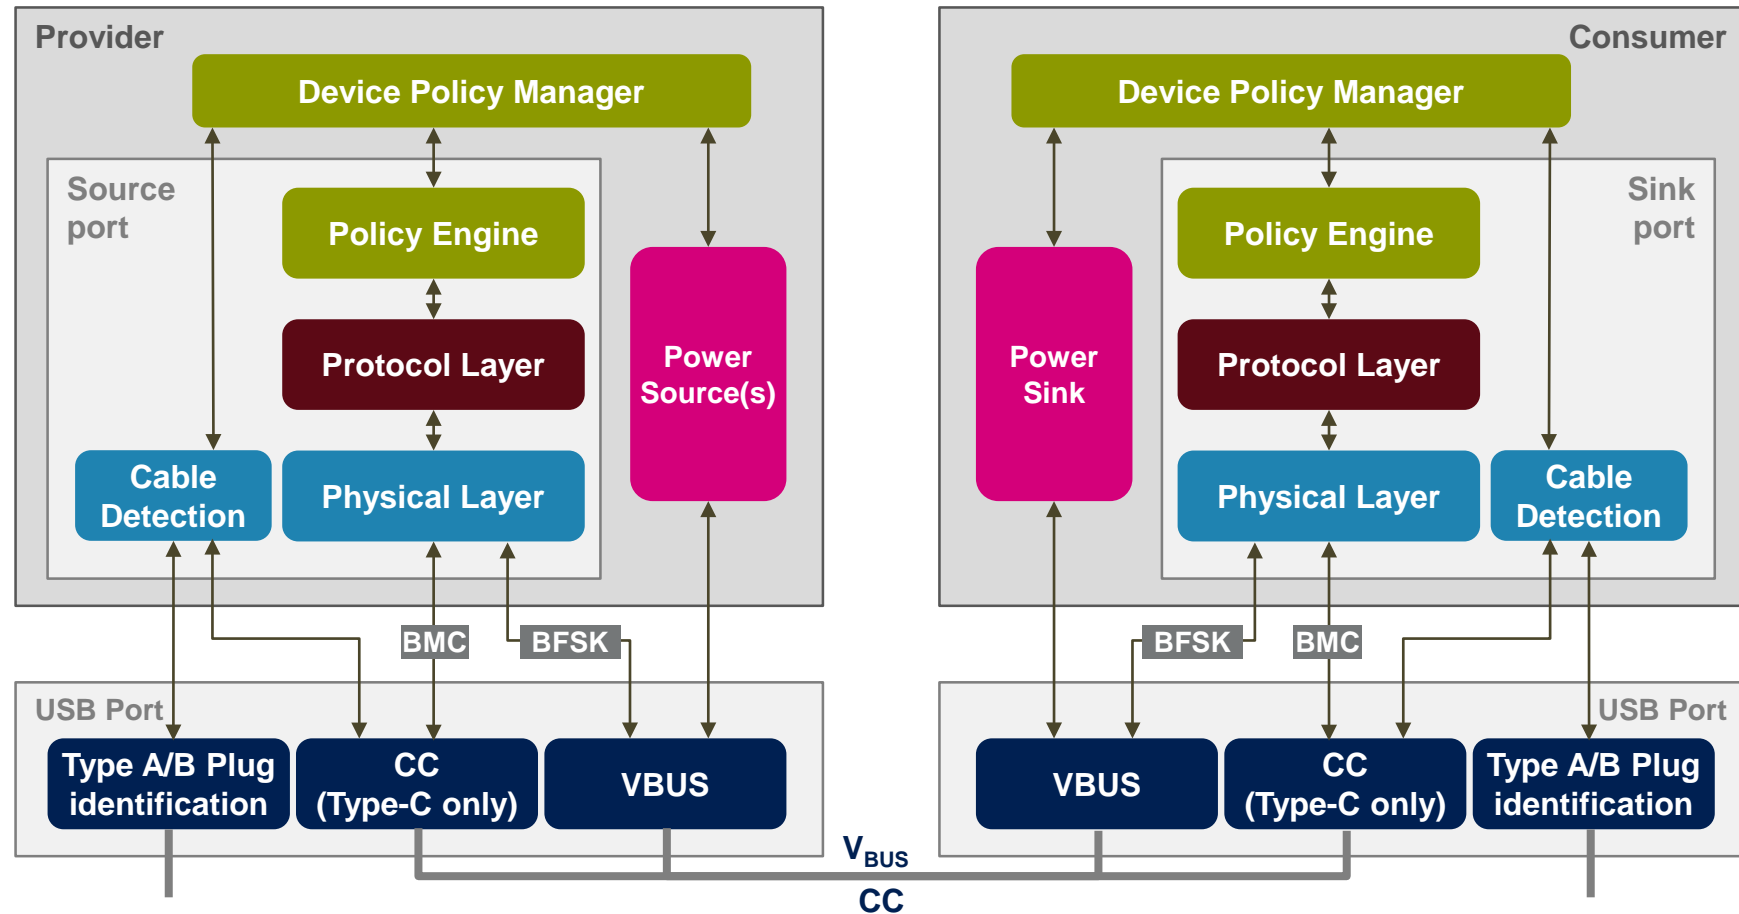 Provider
Device Policy Manager
Source
port
Policy Engine
Protocol Layer
Power
Source(s)
Cable
Detection
Physical Layer
BMC
BFSK
USB Port
Type A/B Plug
identification
CC
(Type-C only)
VBUS
Consumer
Device Policy Manager
Sink
port
Policy Engine
Power
Sink
Protocol Layer
Physical Layer
Cable
Detection
BFSK
BMC
USB Port
VBUS
CC
(Type-C only)
Type A/B Plug
identification
VBUS
CC